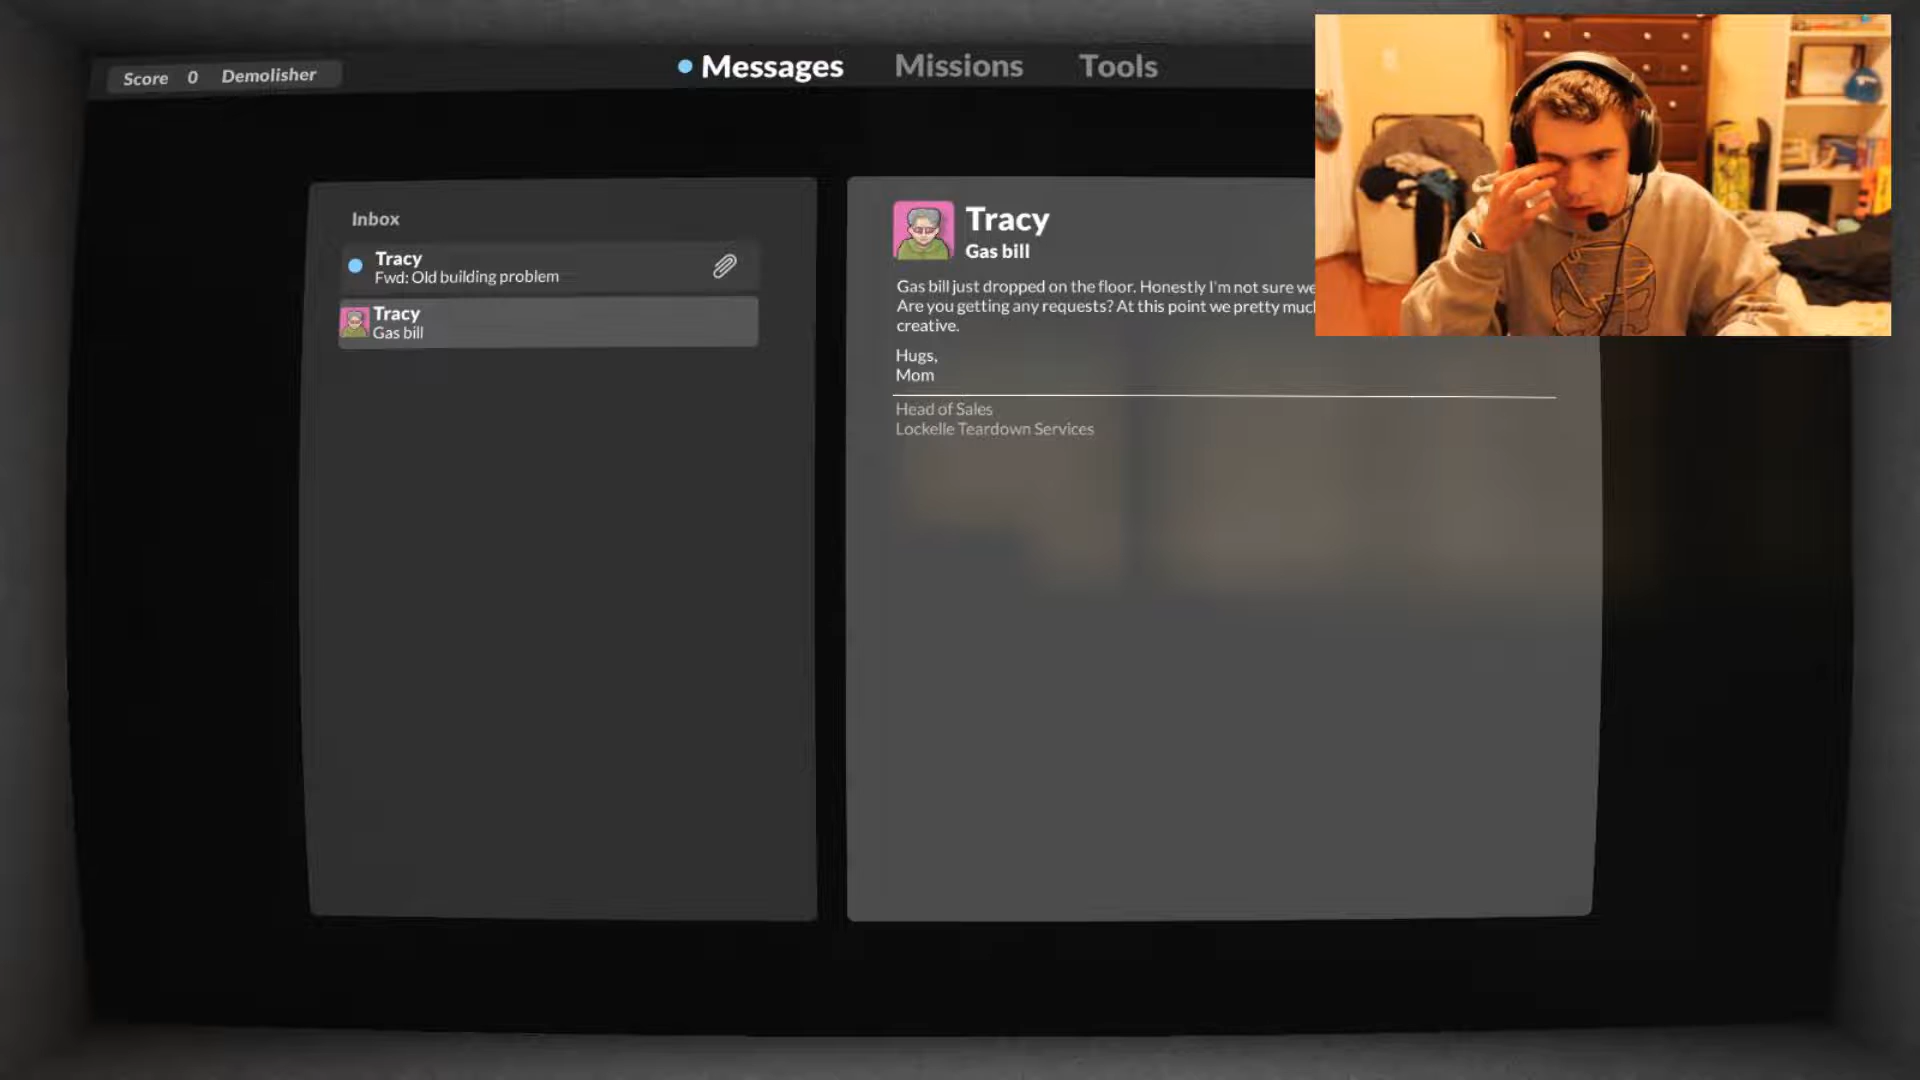 Score 0 Demolisher
Messages Missions Tools
Inbox
Tracy
Fwd: Old building problem
Tracy
Gas bill
Tracy
Gas bill
Gas bill just dropped on the floor. Honestly I'm not sure
Are you getting any requests? At this point we pretty
creative.
Hugs,
Mom
Head of Sales
Lockelle Teardown Services